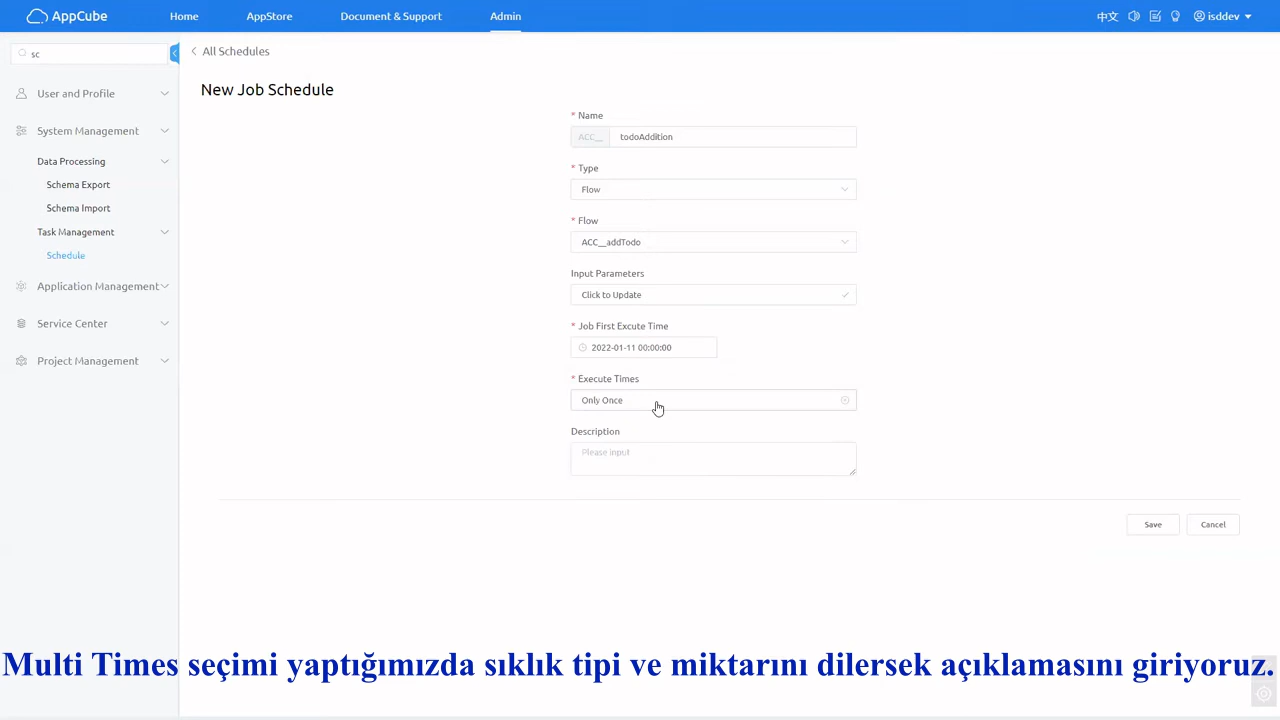 AppCube
Home
AppStore
Document & Support
Admin
中文
isddev
sc
User and Profile
System Management
Data Processing
Schema Export
Schema Import
Task Management
Schedule
Application Management
Service Center
Project Management
All Schedules
New Job Schedule
* Name
ACC__ todoAddition
* Type
Flow
* Flow
ACC__addTodo
Input Parameters
Click to Update
* Job First Excute Time
2022-01-11 00:00:00
* Execute Times
Only Once
Description
Please input
Save
Cancel
Multi Times seçimi yaptığımızda sıklık tipi ve miktarını dilersek açıklamasını giriyoruz.